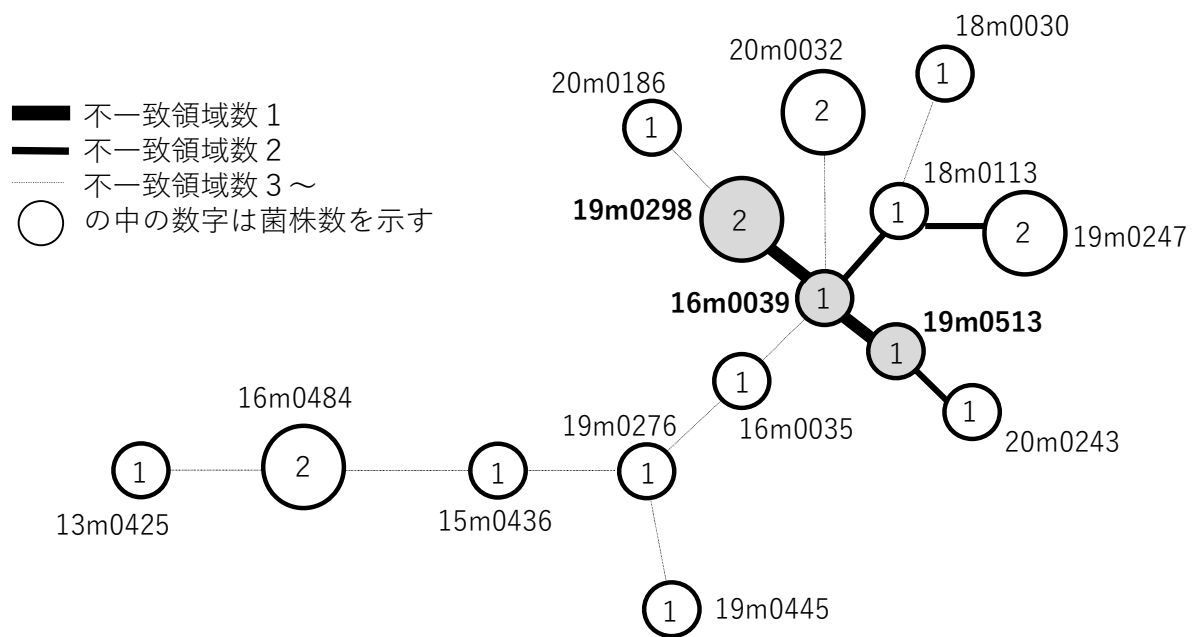 不一致領域数１
不一致領域数２
不一致領域数３～
の中の数字は菌株数を示す
18m0030
1
20m0032
2
20m0186
1
18m0113
1
19m0298
2
2
19m0247
16m0039
1
19m0513
1
1
16m0035
1
20m0243
16m0484
2
19m0276
1
1
13m0425
1
15m0436
1
19m0445